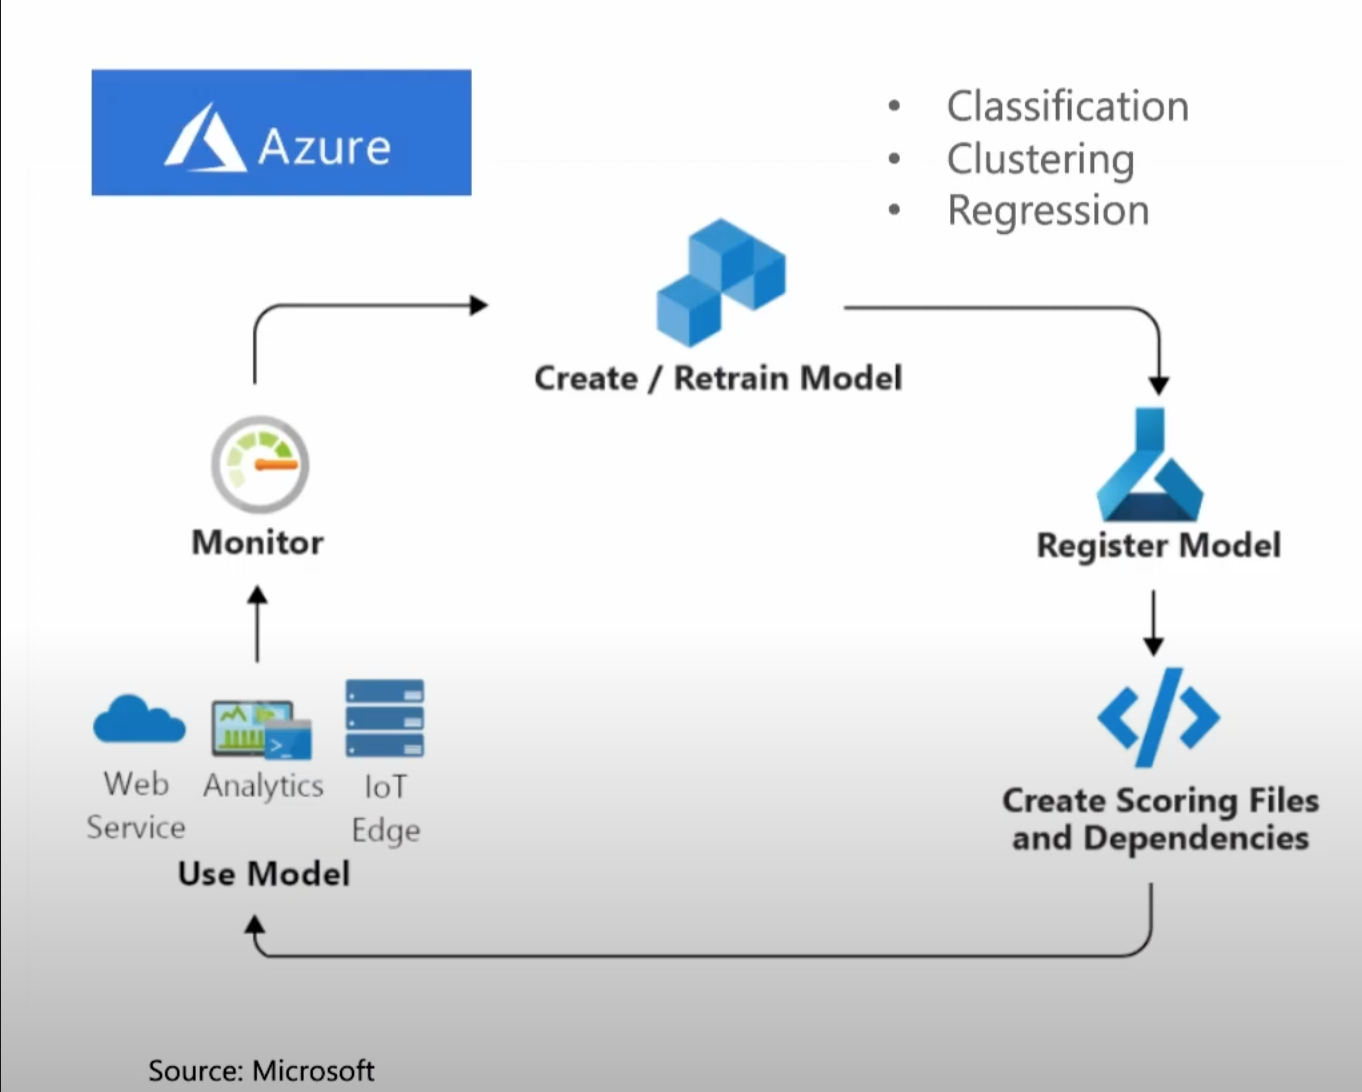 Azure
• Classification
• Clustering
• Regression
Create / Retrain Model
Monitor
Register Model
Web
Service
Analytics
IoT
Edge
Use Model
Create Scoring Files
and Dependencies
Source: Microsoft